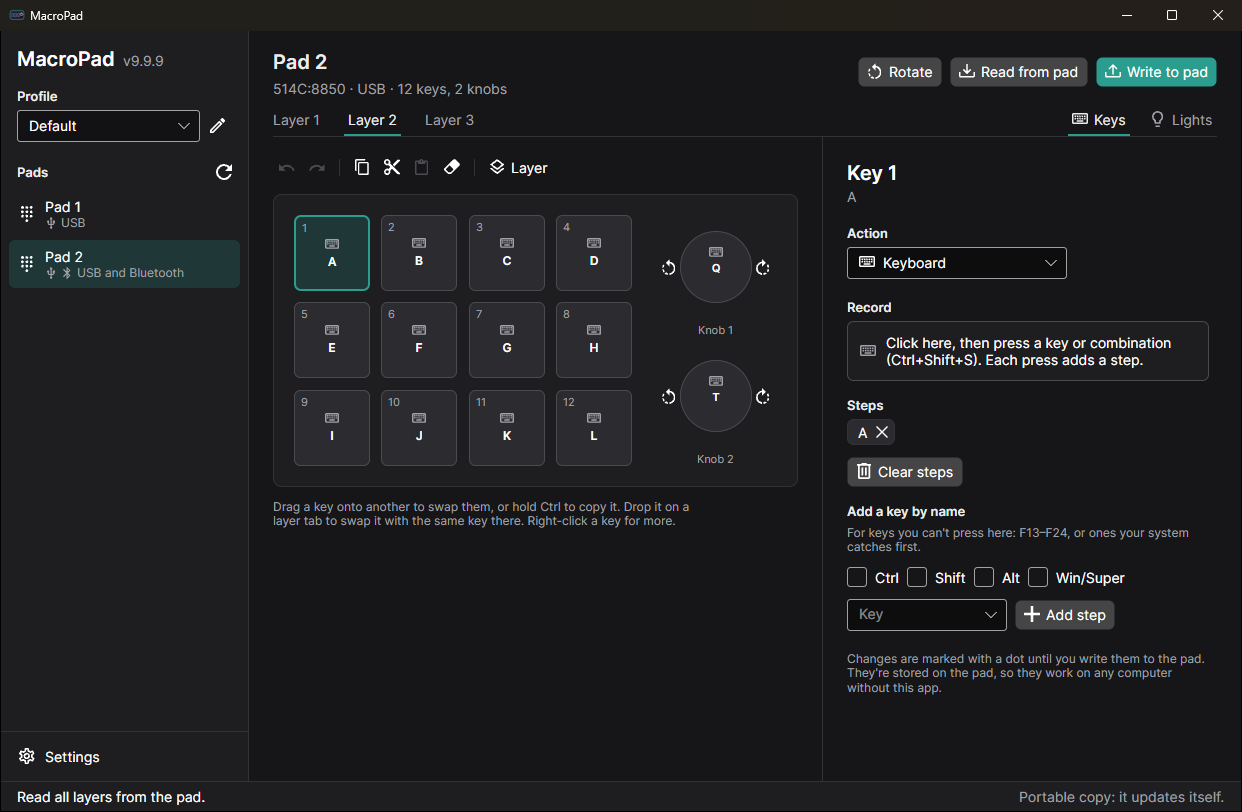 MacroPad
MacroPad v9.9.9
Profile
Default
Pads
Pad 1
USB
Pad 2
USB and Bluetooth
Settings
Pad 2
514C:8850 · USB · 12 keys, 2 knobs
Rotate
Read from pad
Write to pad
Layer 1
Layer 2
Layer 3
Keys
Lights
Layer
1
A
2
B
3
C
4
D
5
E
6
F
7
G
8
H
9
I
10
J
11
K
12
L
Q
Knob 1
T
Knob 2
Drag a key onto another to swap them, or hold Ctrl to copy it. Drop it on a
layer tab to swap it with the same key there. Right-click a key for more.
Key 1
A
Action
Keyboard
Record
Click here, then press a key or combination
(Ctrl+Shift+S). Each press adds a step.
Steps
A
Clear steps
Add a key by name
For keys you can't press here: F13–F24, or ones your system
catches first.
Ctrl
Shift
Alt
Win/Super
Key
Add step
Changes are marked with a dot until you write them to the pad.
They're stored on the pad, so they work on any computer
without this app.
Read all layers from the pad.
Portable copy: it updates itself.